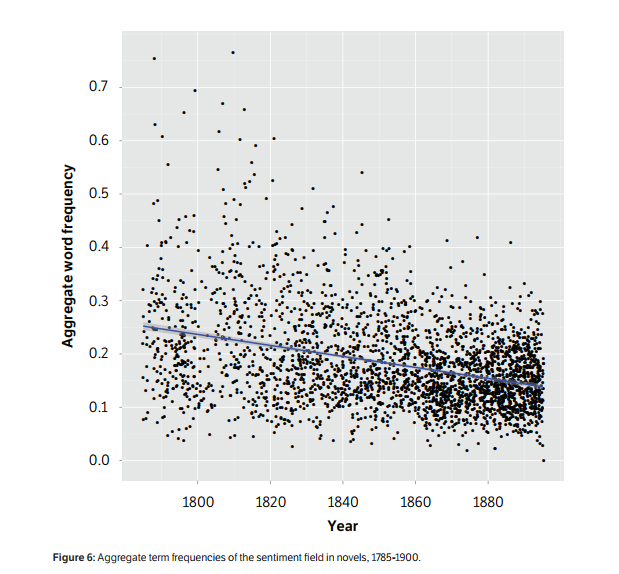 0.7
0.6
0.5
0.4
0.3
0.2
0.1
0.0
Aggregate word frequency
1800 1820 1840 1860 1880
Year
Figure 6: Aggregate term frequencies of the sentiment field in novels, 1785-1900.